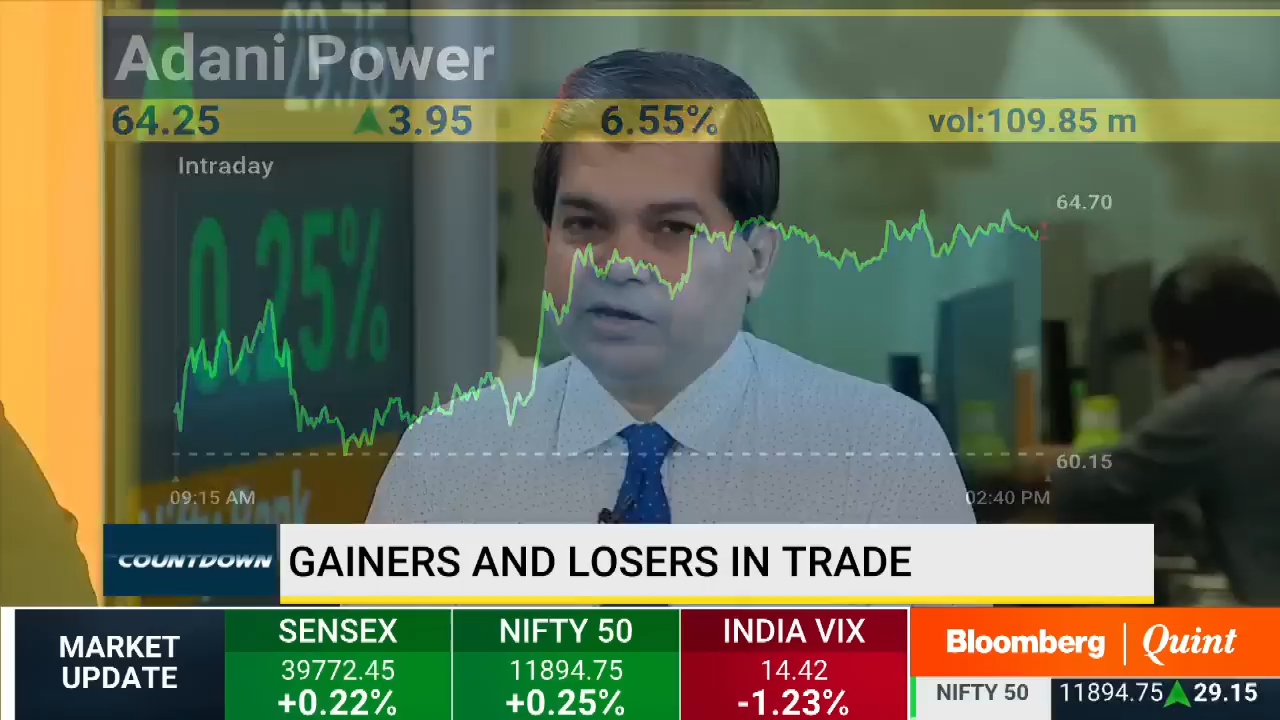 Adani Power
64.25 ▲3.95 6.55% vol:109.85 m
Intraday
64.70
0.25%
60.15
09:15 AM 02:40 PM
COUNTDOWN GAINERS AND LOSERS IN TRADE
MARKET UPDATE
SENSEX
39772.45
+0.22%
NIFTY 50
11894.75
+0.25%
INDIA VIX
14.42
-1.23%
Bloomberg | Quint
NIFTY 50 11894.75 ▲29.15